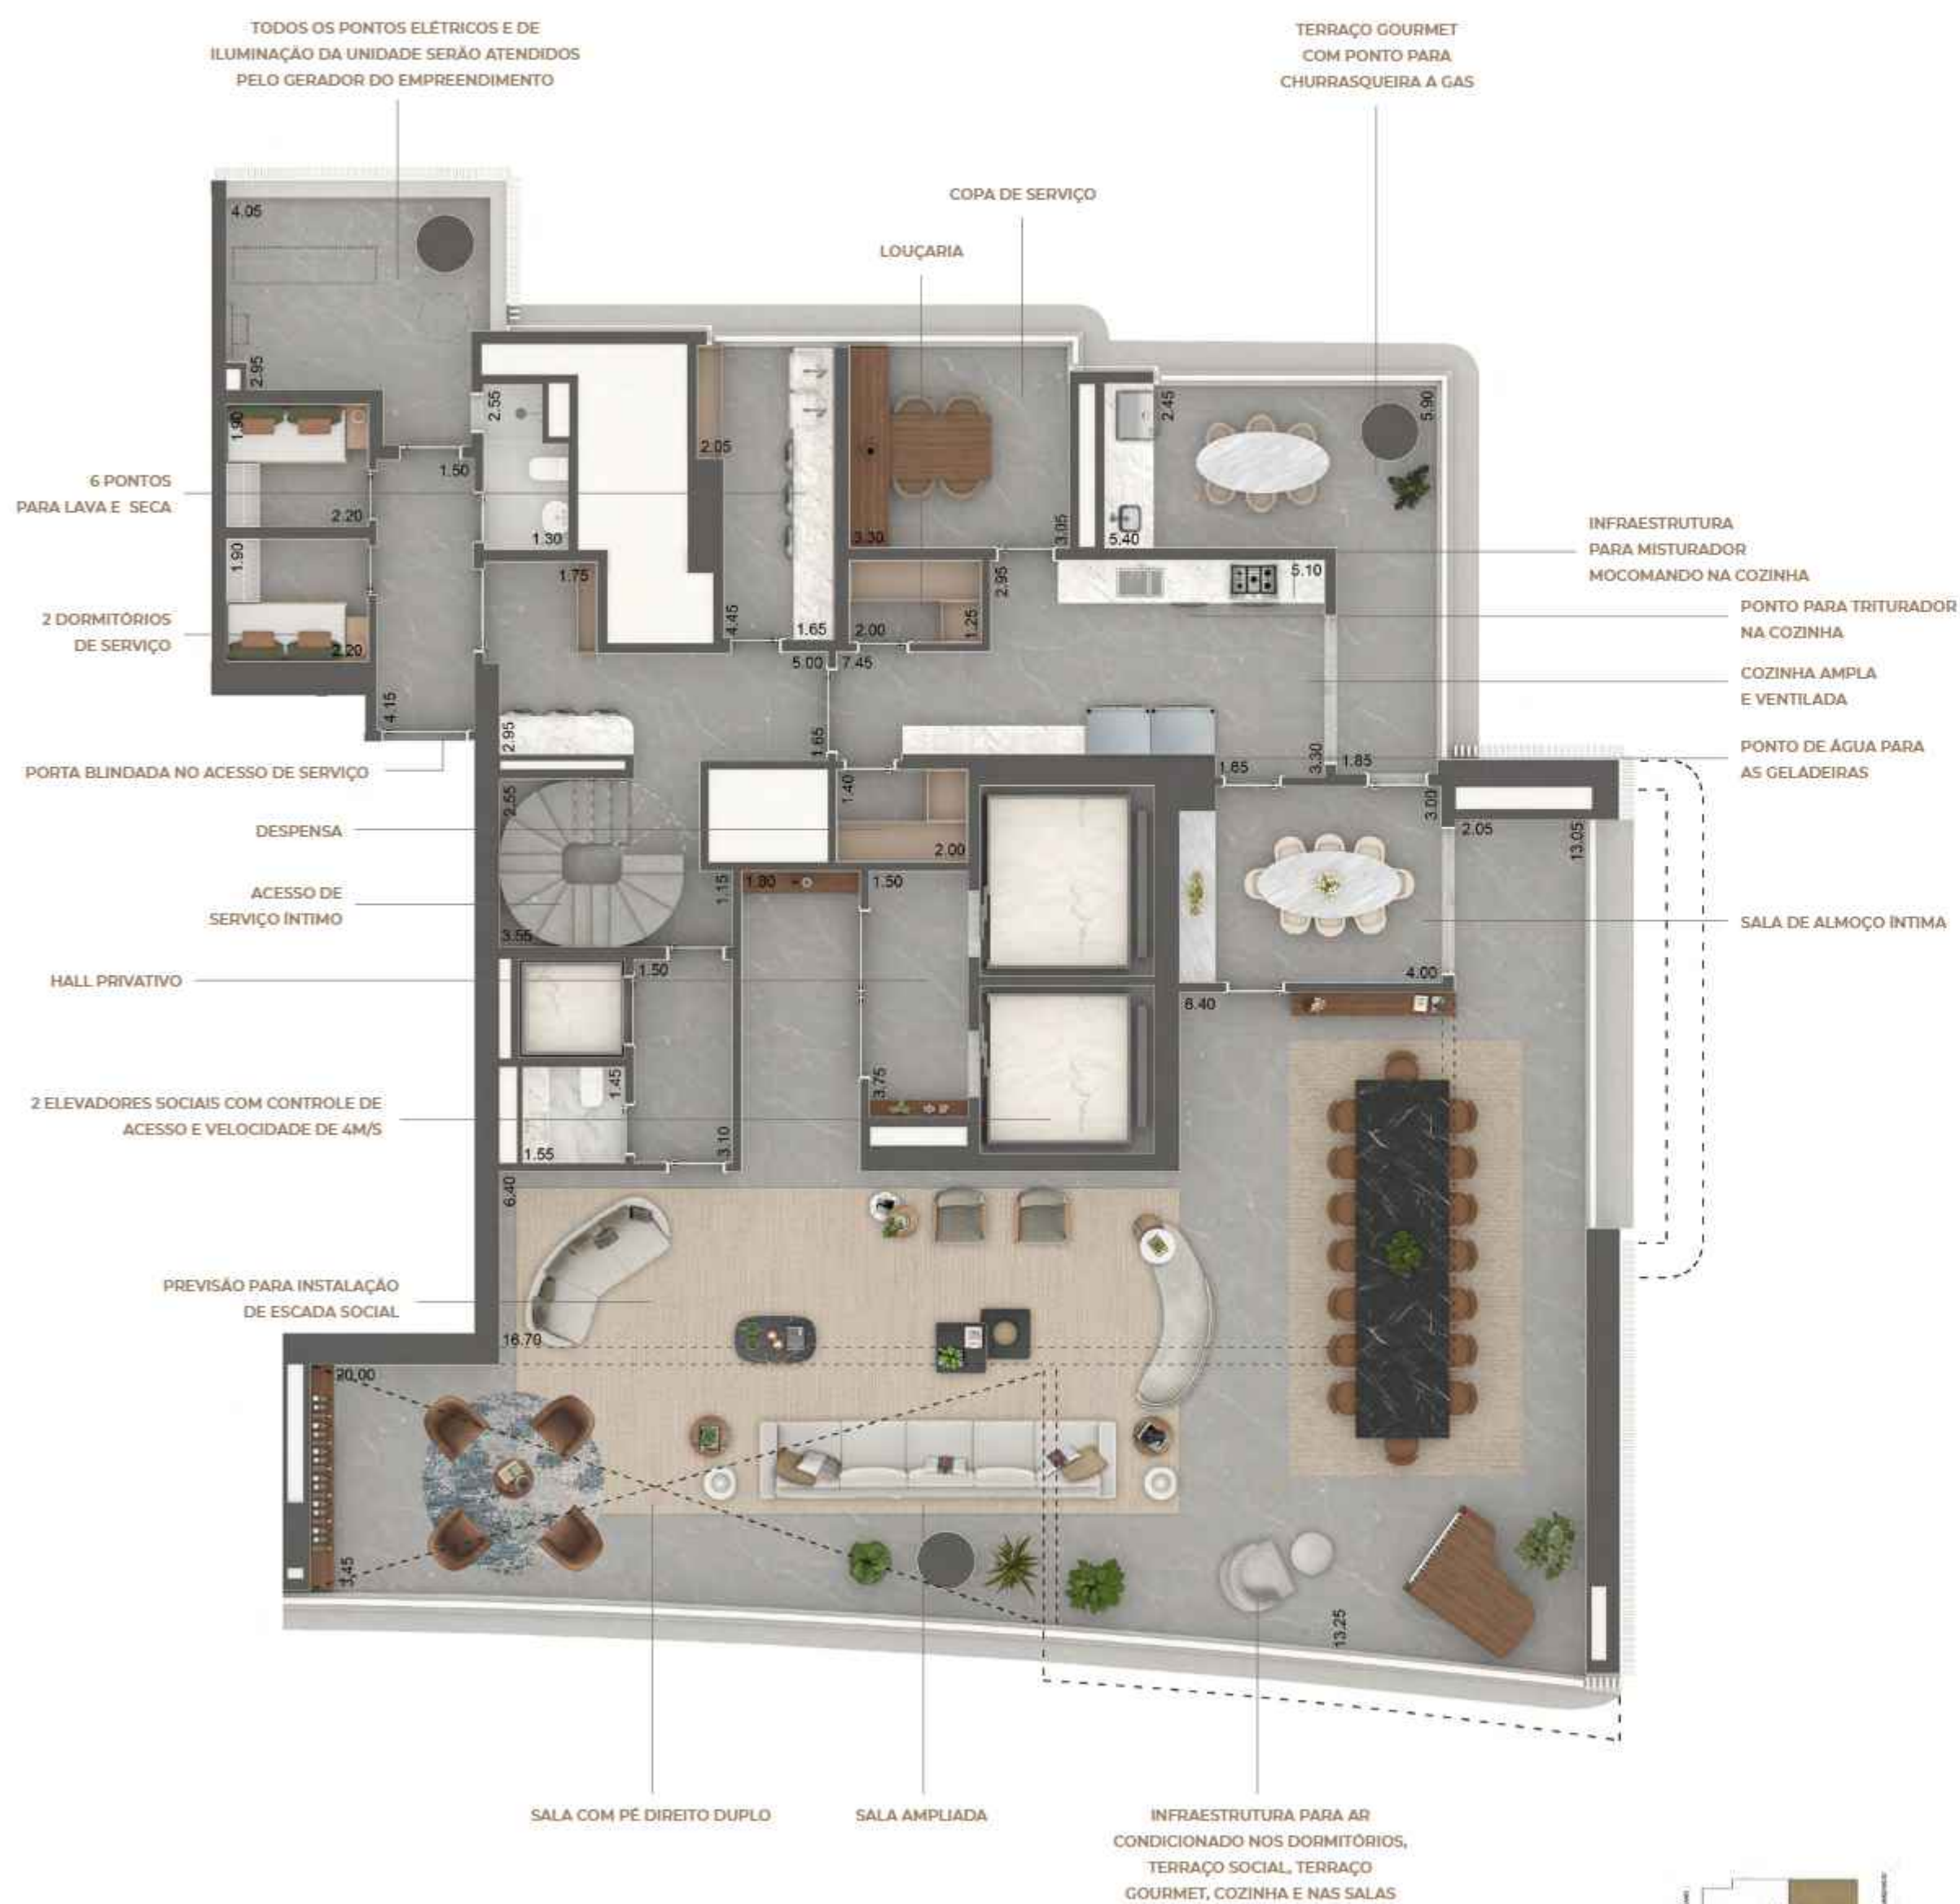 TODOS OS PONTOS ELÉTRICOS E DE
ILUMINAÇÃO DA UNIDADE SERÃO ATENDIDOS
PELO GERADOR DO EMPREENDIMENTO
TERRAÇO GOURMET
COM PONTO PARA
CHURRASQUEIRA A GAS
COPA DE SERVIÇO
LOUÇARIA
4.05
2.95
1.90
2.55
1.50
2.20
1.30
1.90
2.20
4.15
1.75
2.05
4.45
1.65
5.00
3.30
3.05
2.00
1.25
2.95
7.45
2.45
5.90
5.40
5.10
6 PONTOS
PARA LAVA E SECA
2 DORMITÓRIOS
DE SERVIÇO
PORTA BLINDADA NO ACESSO DE SERVIÇO
DESPENSA
ACESSO DE
SERVIÇO ÍNTIMO
HALL PRIVATIVO
2 ELEVADORES SOCIAIS COM CONTROLE DE
ACESSO E VELOCIDADE DE 4M/S
PREVISÃO PARA INSTALAÇÃO
DE ESCADA SOCIAL
INFRAESTRUTURA
PARA MISTURADOR
MOCOMANDO NA COZINHA
PONTO PARA TRITURADOR
NA COZINHA
COZINHA AMPLA
E VENTILADA
PONTO DE ÁGUA PARA
AS GELADEIRAS
SALA DE ALMOÇO ÍNTIMA
2.95
1.65
1.65
3.30
1.85
2.55
1.40
2.00
3.00
2.05
13.05
3.55
1.15
1.80
1.50
4.00
1.50
6.40
3.75
1.45
1.55
3.10
6.40
16.70
20.00
3.45
13.25
SALA COM PÉ DIREITO DUPLO
SALA AMPLIADA
INFRAESTRUTURA PARA AR
CONDICIONADO NOS DORMITÓRIOS,
TERRAÇO SOCIAL, TERRAÇO
GOURMET, COZINHA E NAS SALAS